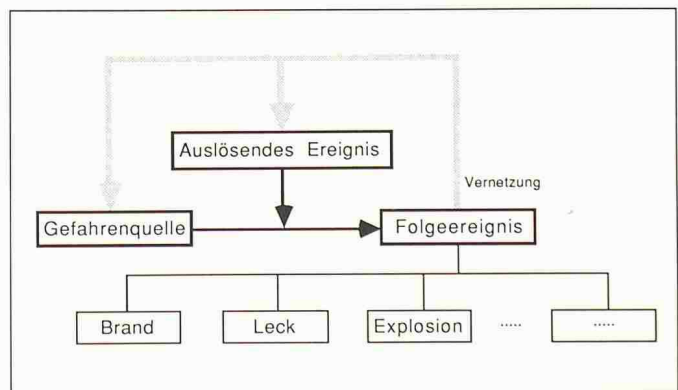 Auslösendes Ereignis
Vernetzung
Gefahrenquelle
Folgeereignis
Brand
Leck
Explosion
.....
.....